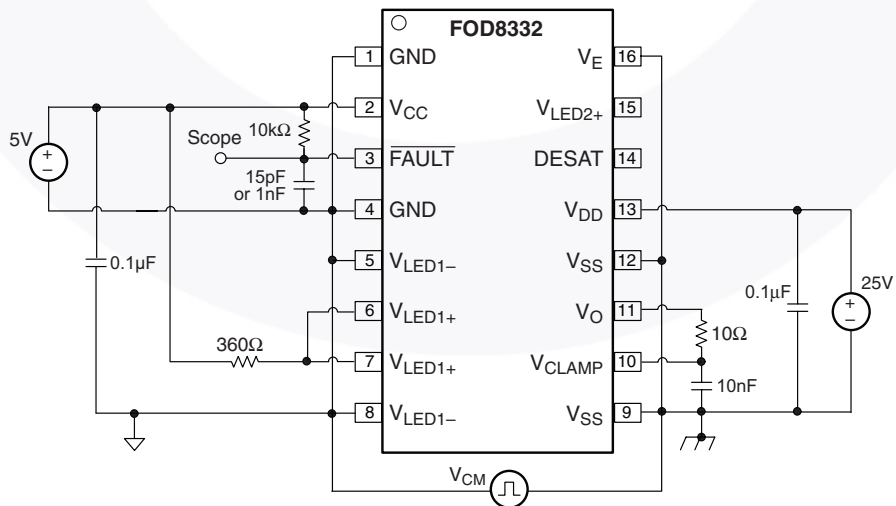 FOD8332
1 GND
2 VCC
3 FAULT
4 GND
5 VLED1–
6 VLED1+
7 VLED1+
8 VLED1–
VE 16
VLED2+ 15
DESAT 14
VDD 13
VSS 12
VO 11
VCLAMP 10
VSS 9
5V
+
–
Scope
10kΩ
15pF
or 1nF
0.1µF
360Ω
VCM
10Ω
10nF
0.1µF
25V
+
–